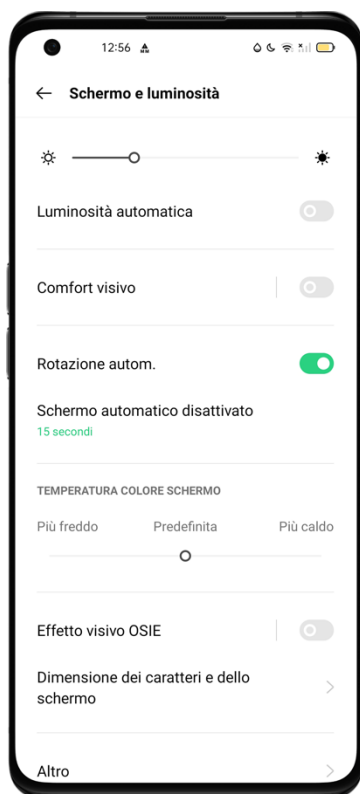 12:56
Schermo e luminosità
Luminosità automatica
Comfort visivo
Rotazione autom.
Schermo automatico disattivato
15 secondi
TEMPERATURA COLORE SCHERMO
Più freddo Predefinita Più caldo
Effetto visivo OSIE
Dimensione dei caratteri e dello
schermo
Altro